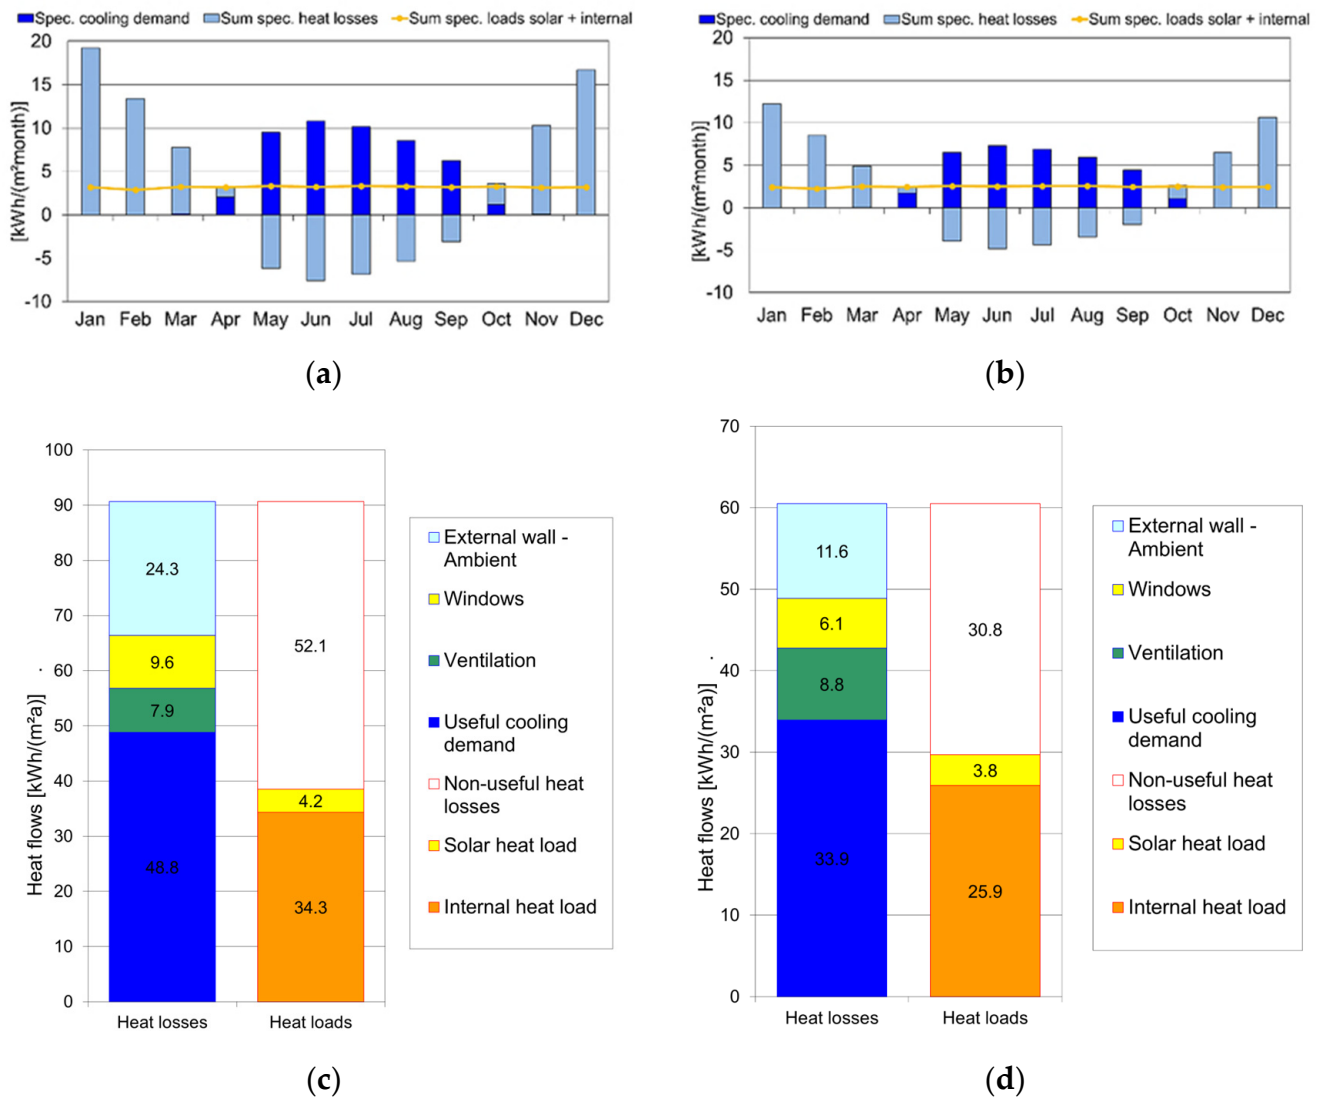 Spec. cooling demand Sum spec. heat losses Sum spec. loads solar + internal
[kWh/(m²month)]
20
15
10
5
0
-5
-10
Jan Feb Mar Apr May Jun Jul Aug Sep Oct Nov Dec
(a)
Spec. cooling demand Sum spec. heat losses Sum spec. loads solar + internal
[kWh/(m²month)]
20
15
10
5
0
-5
-10
Jan Feb Mar Apr May Jun Jul Aug Sep Oct Nov Dec
(b)
Heat flows [kWh/(m²a)]
100
90
80
70
60
50
40
30
20
10
0
24.3
9.6
7.9
48.8
52.1
4.2
34.3
Heat losses Heat loads
External wall -
Ambient
Windows
Ventilation
Useful cooling
demand
Non-useful heat
losses
Solar heat load
Internal heat load
(c)
Heat flows [kWh/(m²a)]
70
60
50
40
30
20
10
0
11.6
6.1
8.8
33.9
30.8
3.8
25.9
Heat losses Heat loads
External wall -
Ambient
Windows
Ventilation
Useful cooling
demand
Non-useful heat
losses
Solar heat load
Internal heat load
(d)